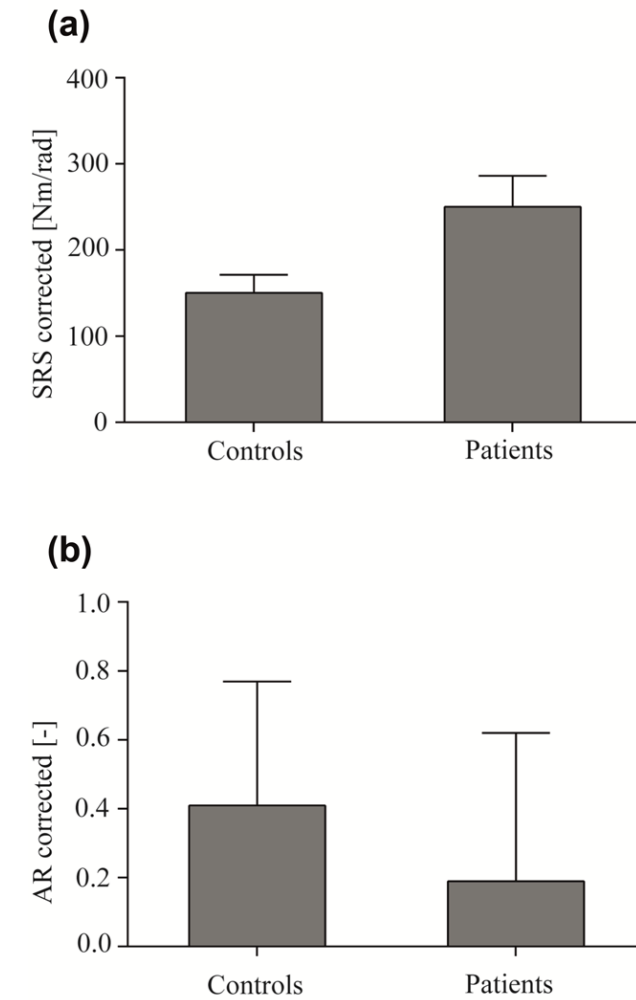 (a)
SRS corrected [Nm/rad]
400
300
200
100
0
Controls Patients
(b)
AR corrected [-]
1.0
0.8
0.6
0.4
0.2
0.0
Controls Patients